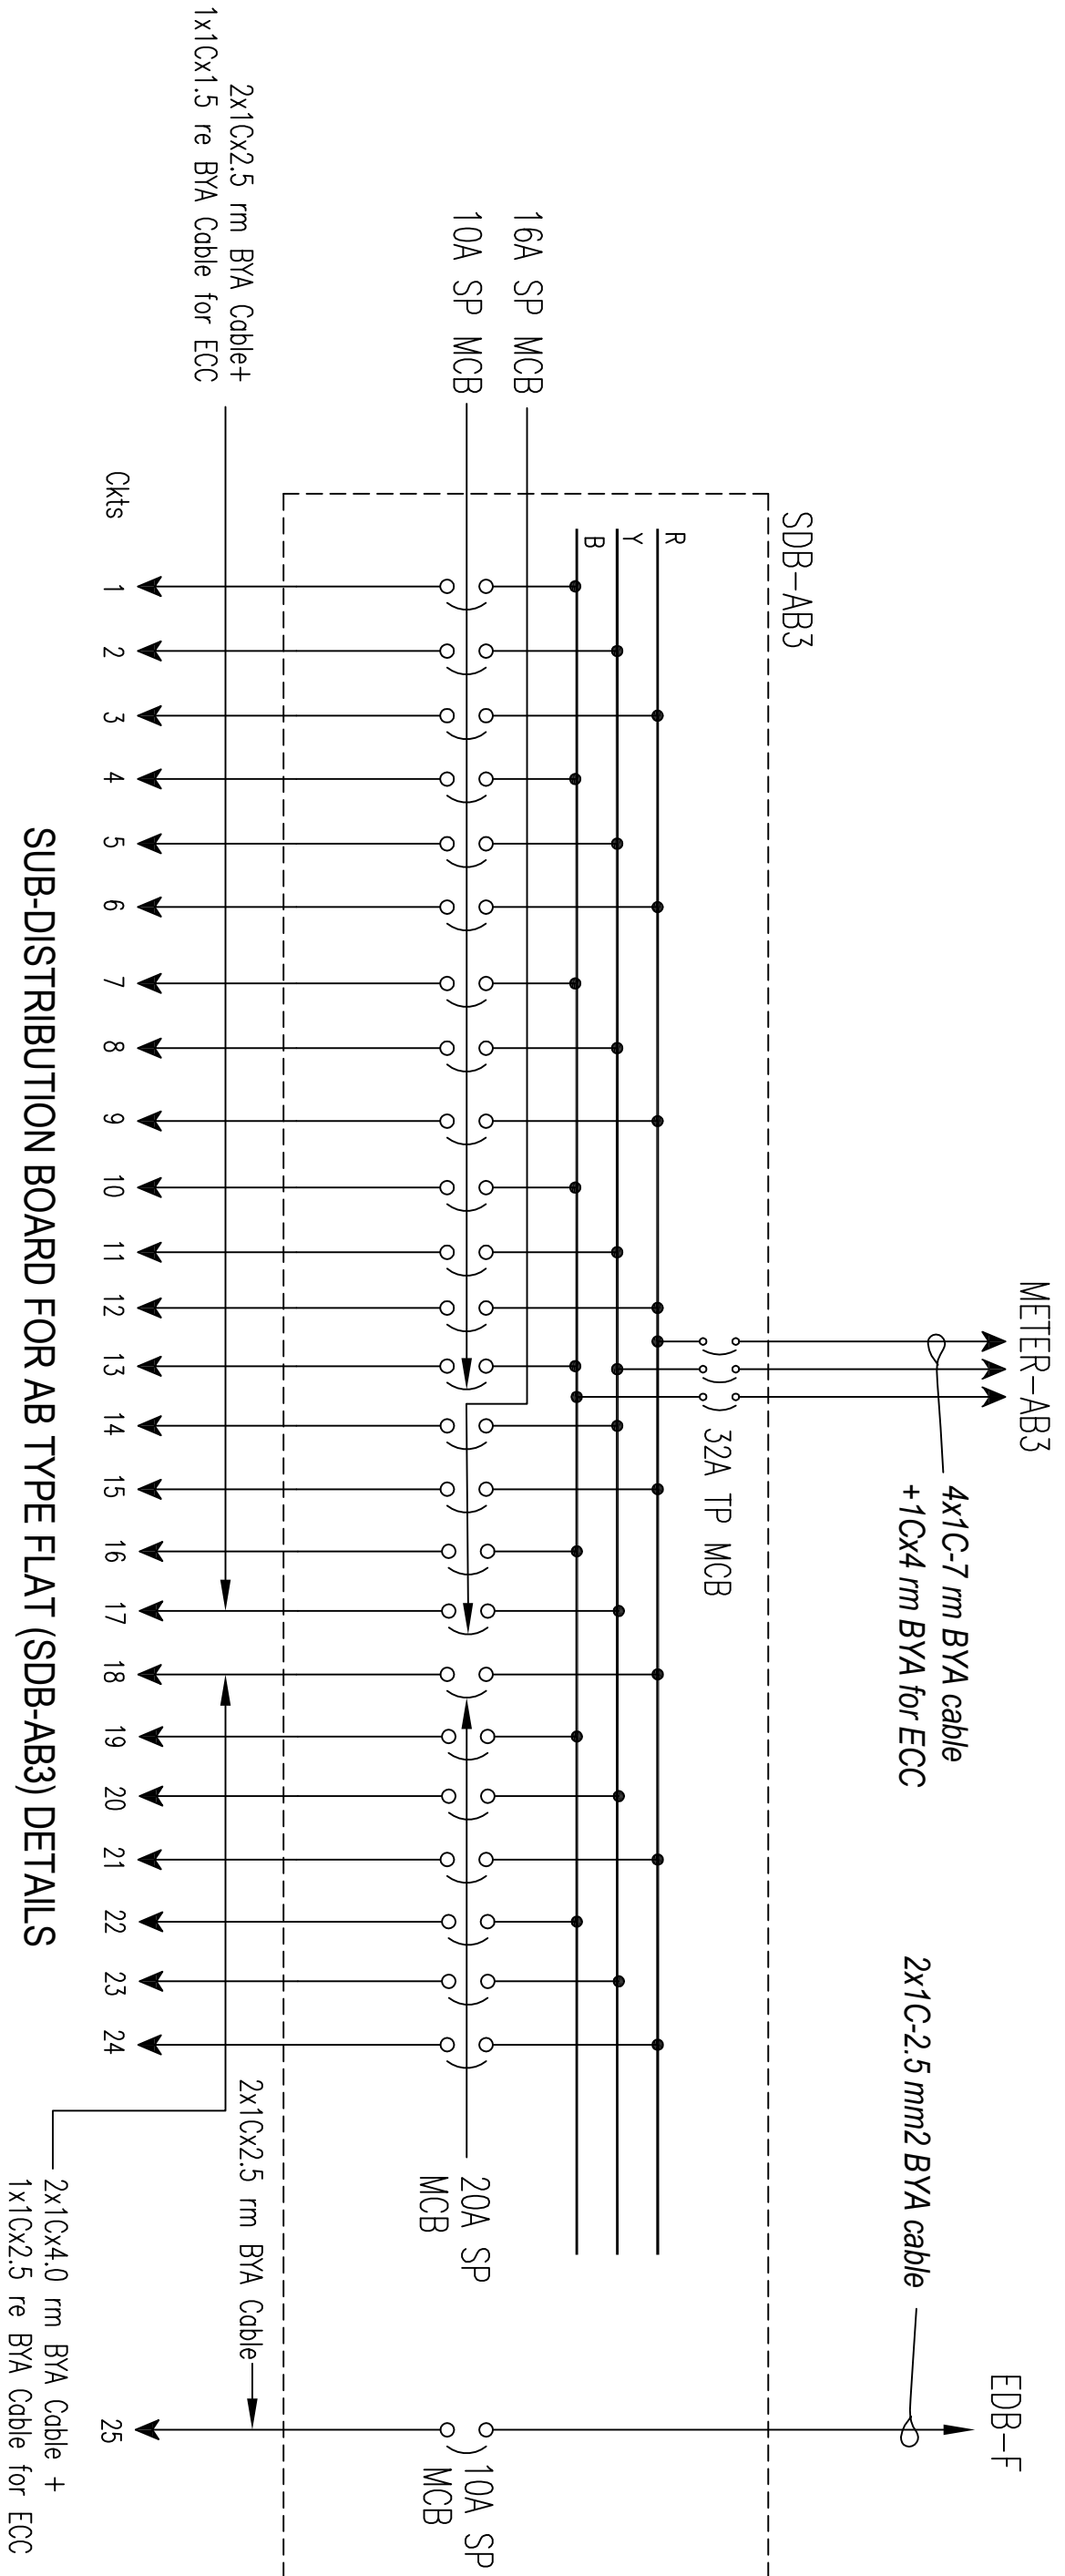 METER-AB3
EDB-F
4x1C-7 rm BYA cable
+1Cx4 rm BYA for ECC
2x1C-2.5 mm2 BYA cable
SDB-AB3
32A TP MCB
R
Y
B
16A SP MCB
10A SP MCB
20A SP
MCB
10A SP
MCB
2x1Cx2.5 rm BYA Cable+
1x1Cx1.5 re BYA Cable for ECC
2x1Cx2.5 rm BYA Cable
Ckts 1 2 3 4 5 6 7 8 9 10 11 12 13 14 15 16 17 18 19 20 21 22 23 24 25
2x1Cx4.0 rm BYA Cable +
1x1Cx2.5 re BYA Cable for ECC
SUB-DISTRIBUTION BOARD FOR AB TYPE FLAT (SDB-AB3) DETAILS